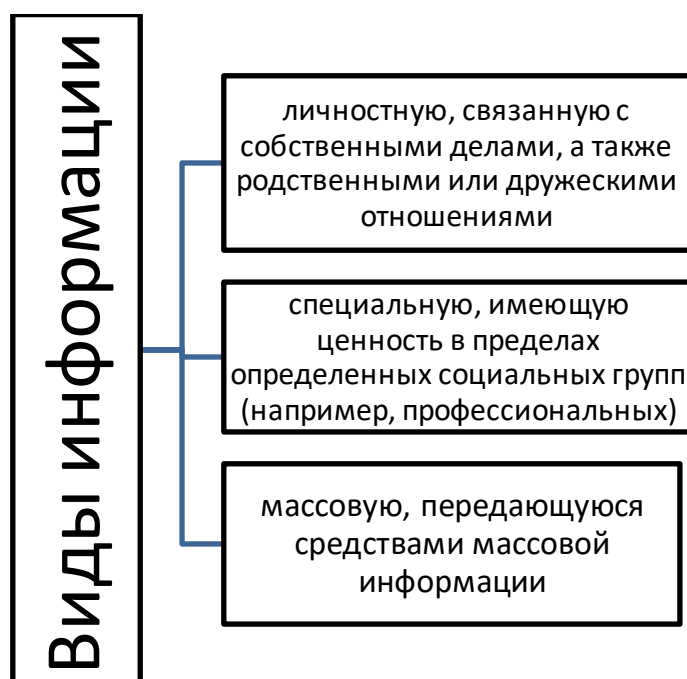 Виды информации
личностную, связанную с
собственными делами, а также
родственными или дружескими
отношениями
специальную, имеющую
ценность в пределах
определенных социальных групп
(например, профессиональных)
массовую, передающуюся
средствами массовой
информации